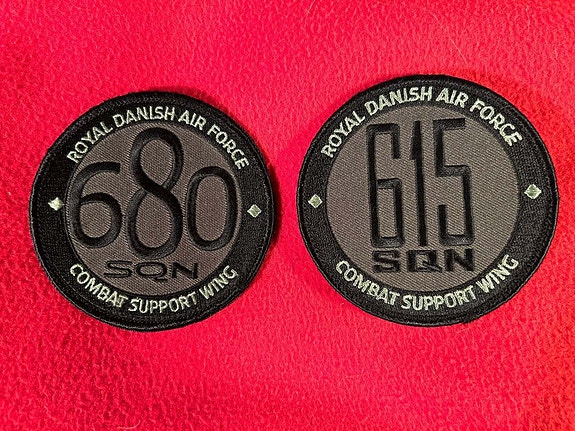 ROYAL DANISH AIR FORCE
680
SQN
COMBAT SUPPORT WING
ROYAL DANISH AIR FORCE
615
SQN
COMBAT SUPPORT WING